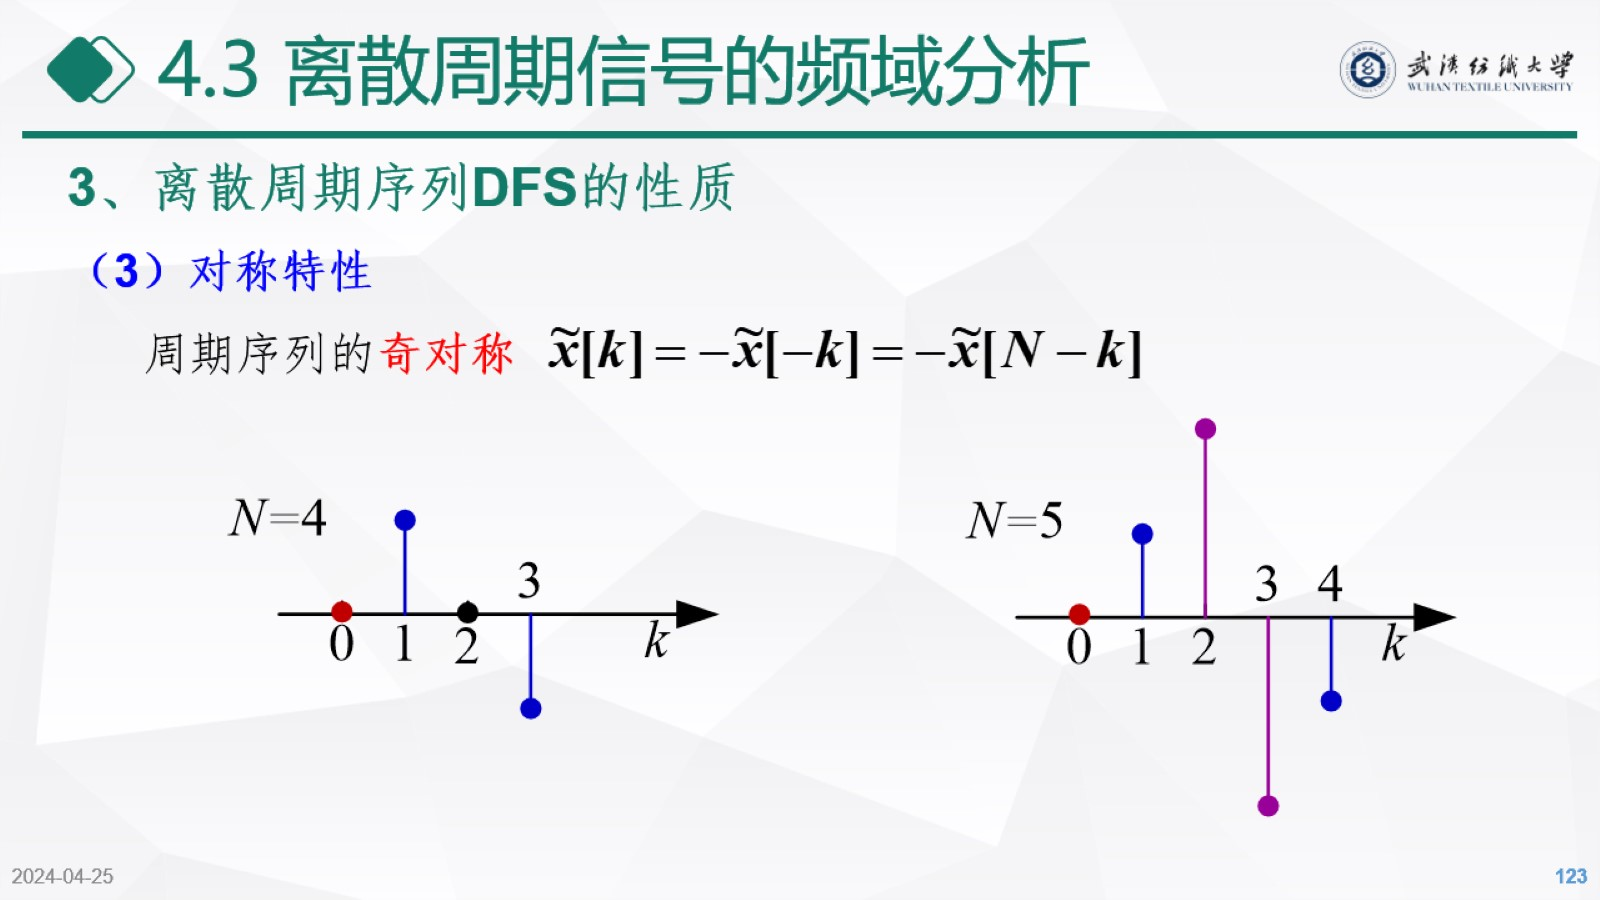 4.3 离散周期信号的频域分析
武汉纺织大学
WUHAN TEXTILE UNIVERSITY
3、离散周期序列DFS的性质
（3）对称特性
周期序列的奇对称 x̃[k] = −x̃[−k] = −x̃[N − k]
N=4
3
0 1 2 k
N=5
3 4
0 1 2 k
2024-04-25
123